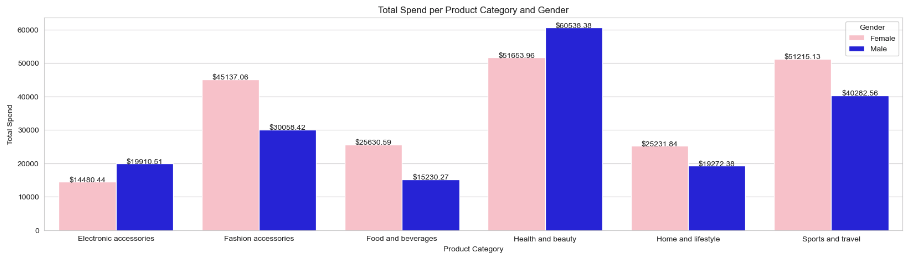 Total Spend per Product Category and Gender
Gender
Female
Male
Total Spend
60000
50000
40000
30000
20000
10000
0
$14480.44
$19910.51
$45137.06
$30058.42
$25630.59
$15230.27
$51653.96
$60538.38
$25231.84
$19272.38
$51215.13
$40282.56
Electronic accessories
Fashion accessories
Food and beverages
Health and beauty
Home and lifestyle
Sports and travel
Product Category